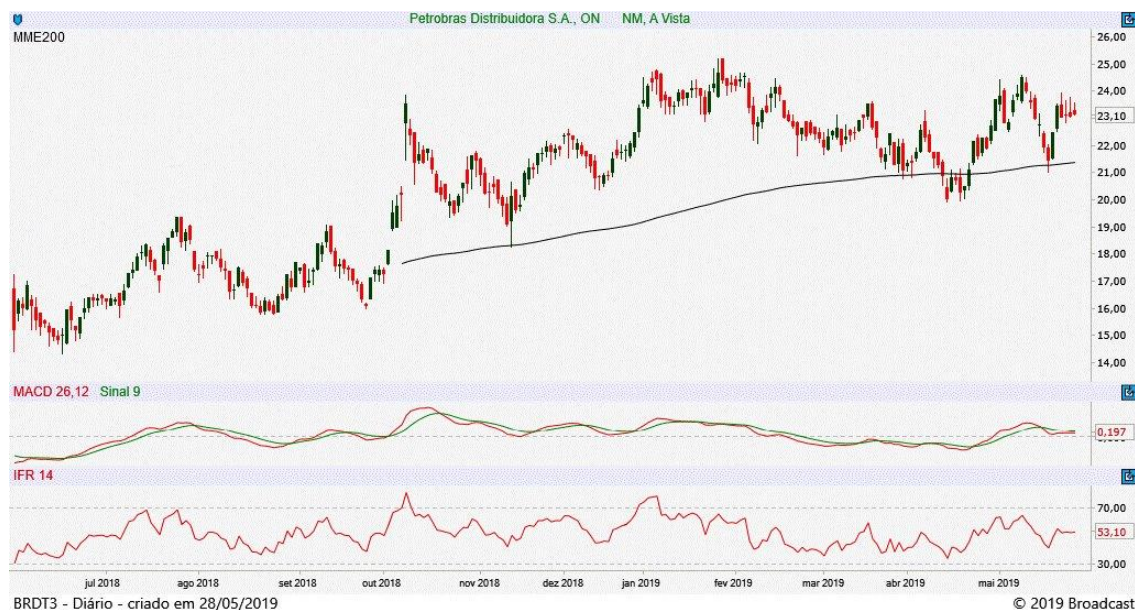 Petrobras Distribuidora S.A., ON NM, A Vista
MME200
26,00
25,00
24,00
23,10
22,00
21,00
20,00
19,00
18,00
17,00
16,00
15,00
14,00
MACD 26,12 Sinal 9
0,197
IFR 14
70,00
53,10
30,00
jul 2018 ago 2018 set 2018 out 2018 nov 2018 dez 2018 jan 2019 fev 2019 mar 2019 abr 2019 mai 2019
BRDT3 - Diário - criado em 28/05/2019 © 2019 Broadcast